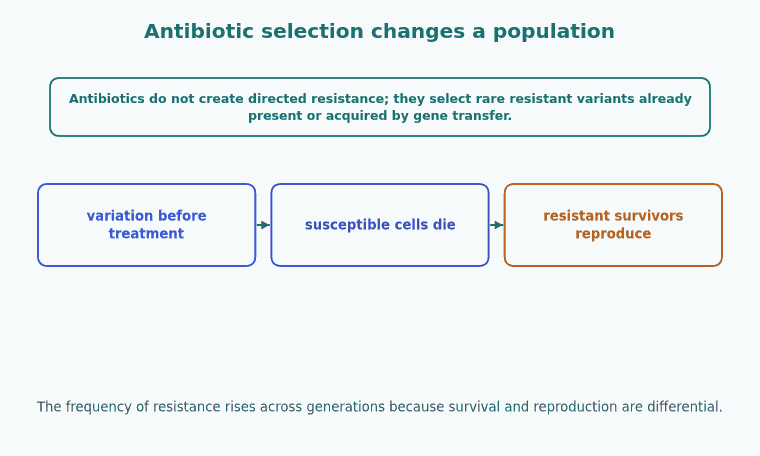 Antibiotic selection changes a population
Antibiotics do not create directed resistance; they select rare resistant variants already
present or acquired by gene transfer.
variation before
treatment
susceptible cells die
resistant survivors
reproduce
The frequency of resistance rises across generations because survival and reproduction are differential.